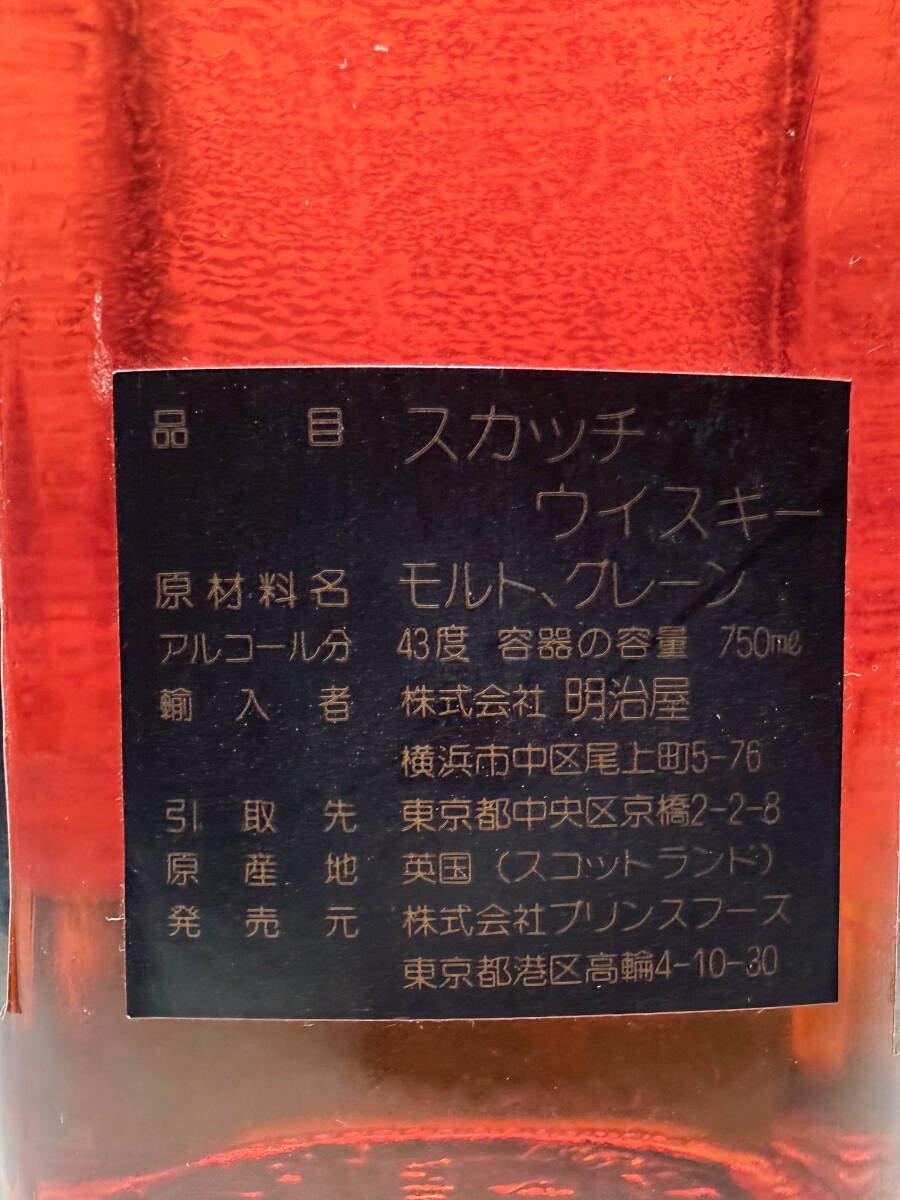 品目 スカッチ
ウイスキー
原材料名 モルト、グレーン
アルコール分 43度 容器の容量 750ml
輸入者 株式会社 明治屋
横浜市中区尾上町5-76
引取先 東京都中央区京橋2-2-8
原産地 英国(スコットランド)
発売元 株式会社プリンスフーズ
東京都港区高輪4-10-30